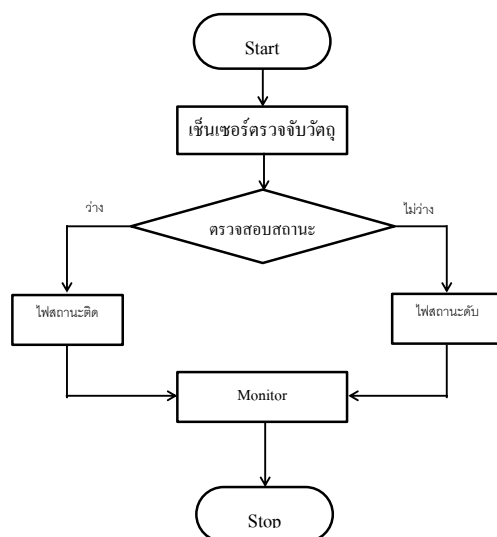 Start
เซ็นเซอร์ตรวจจับวัตถุ
ว่าง
ไม่ว่าง
ตรวจสอบสถานะ
ไฟสถานะติด
ไฟสถานะดับ
Monitor
Stop